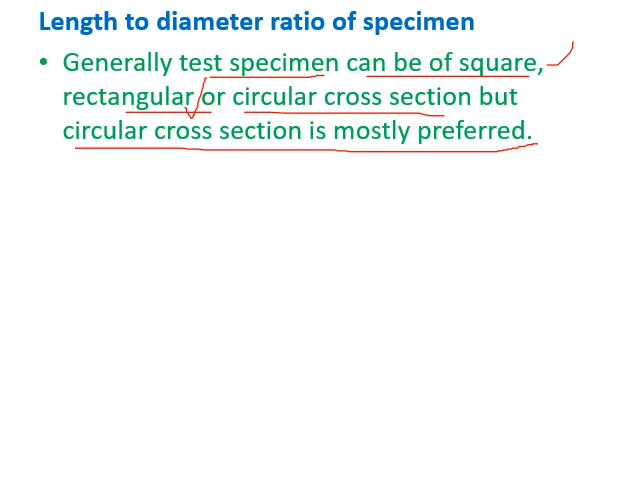 Length to diameter ratio of specimen
• Generally test specimen can be of square,
rectangular or circular cross section but
circular cross section is mostly preferred.